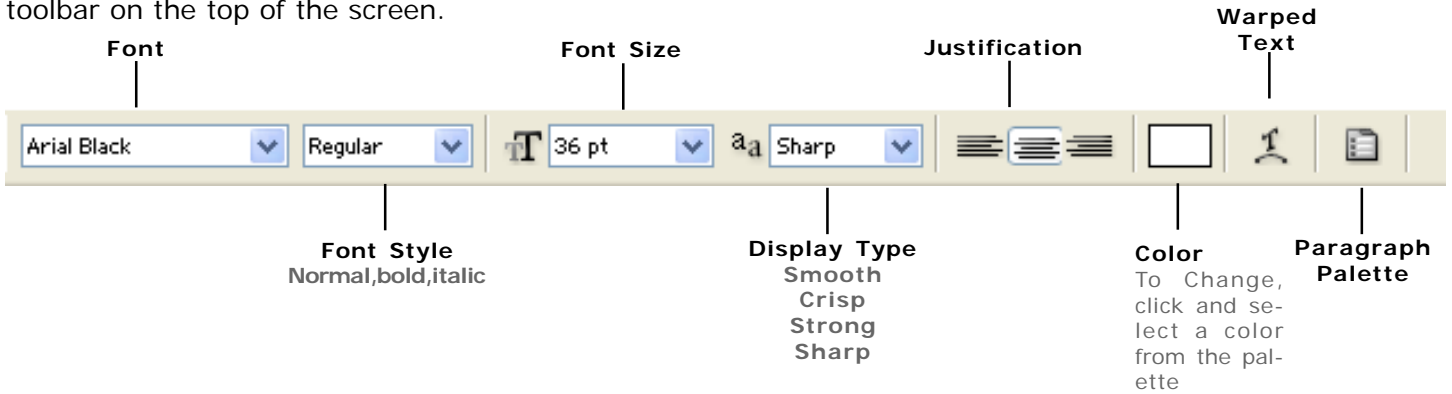 toolbar on the top of the screen.
Font
Font Size
Justification
Warped
Text
Arial Black
Regular
36 pt
Sharp
Font Style
Normal,bold,italic
Display Type
Smooth
Crisp
Strong
Sharp
Color
To Change,
click and se-
lect a color
from the pal-
ette
Paragraph
Palette